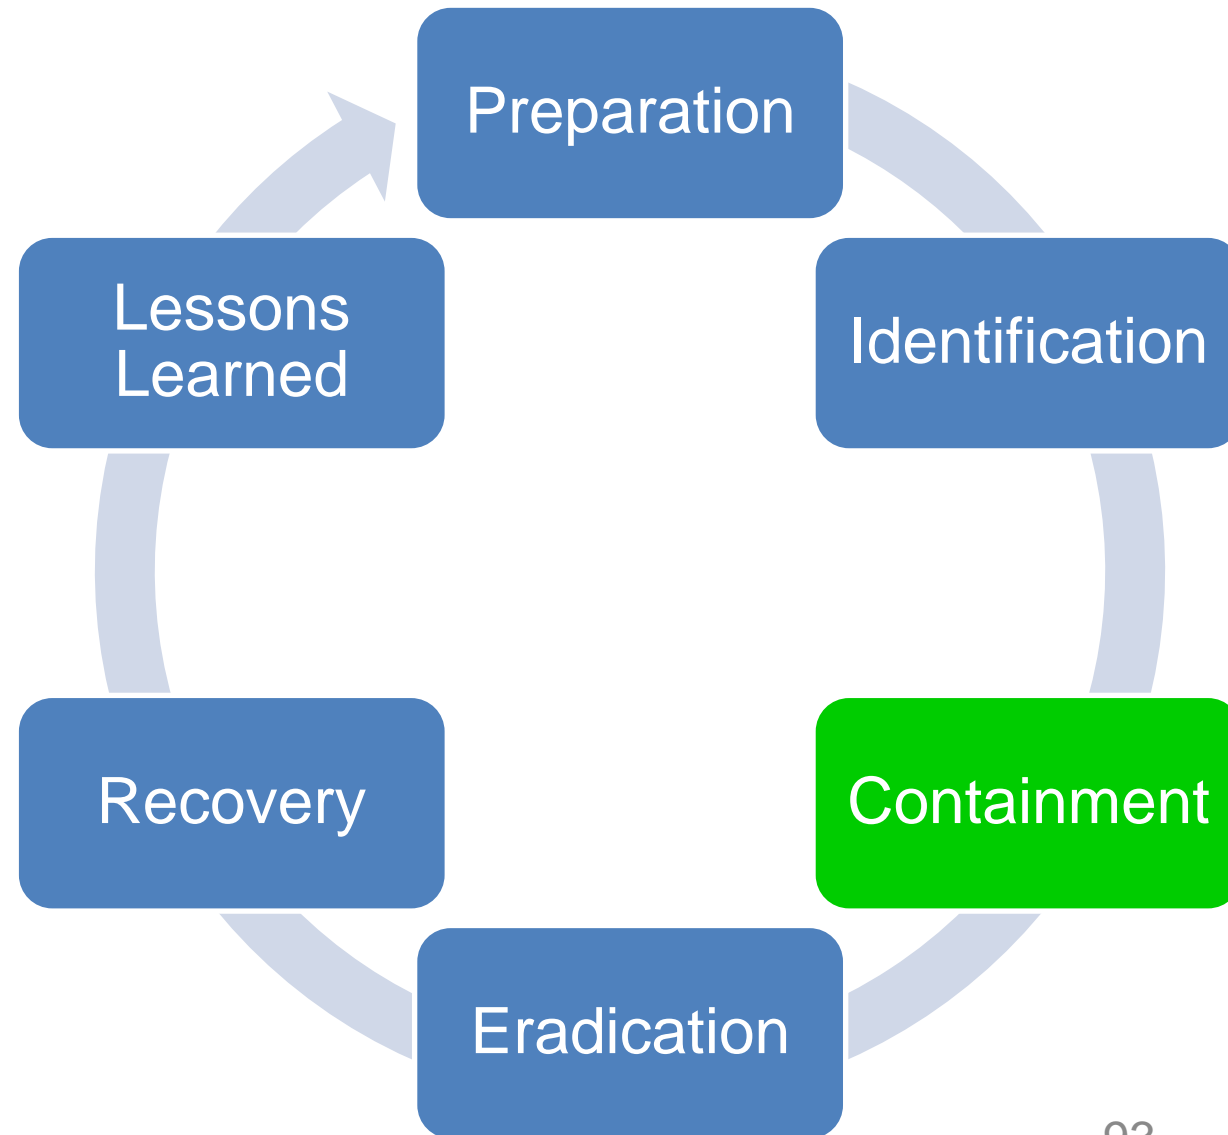 Preparation
Identification
Containment
Eradication
Recovery
Lessons
Learned